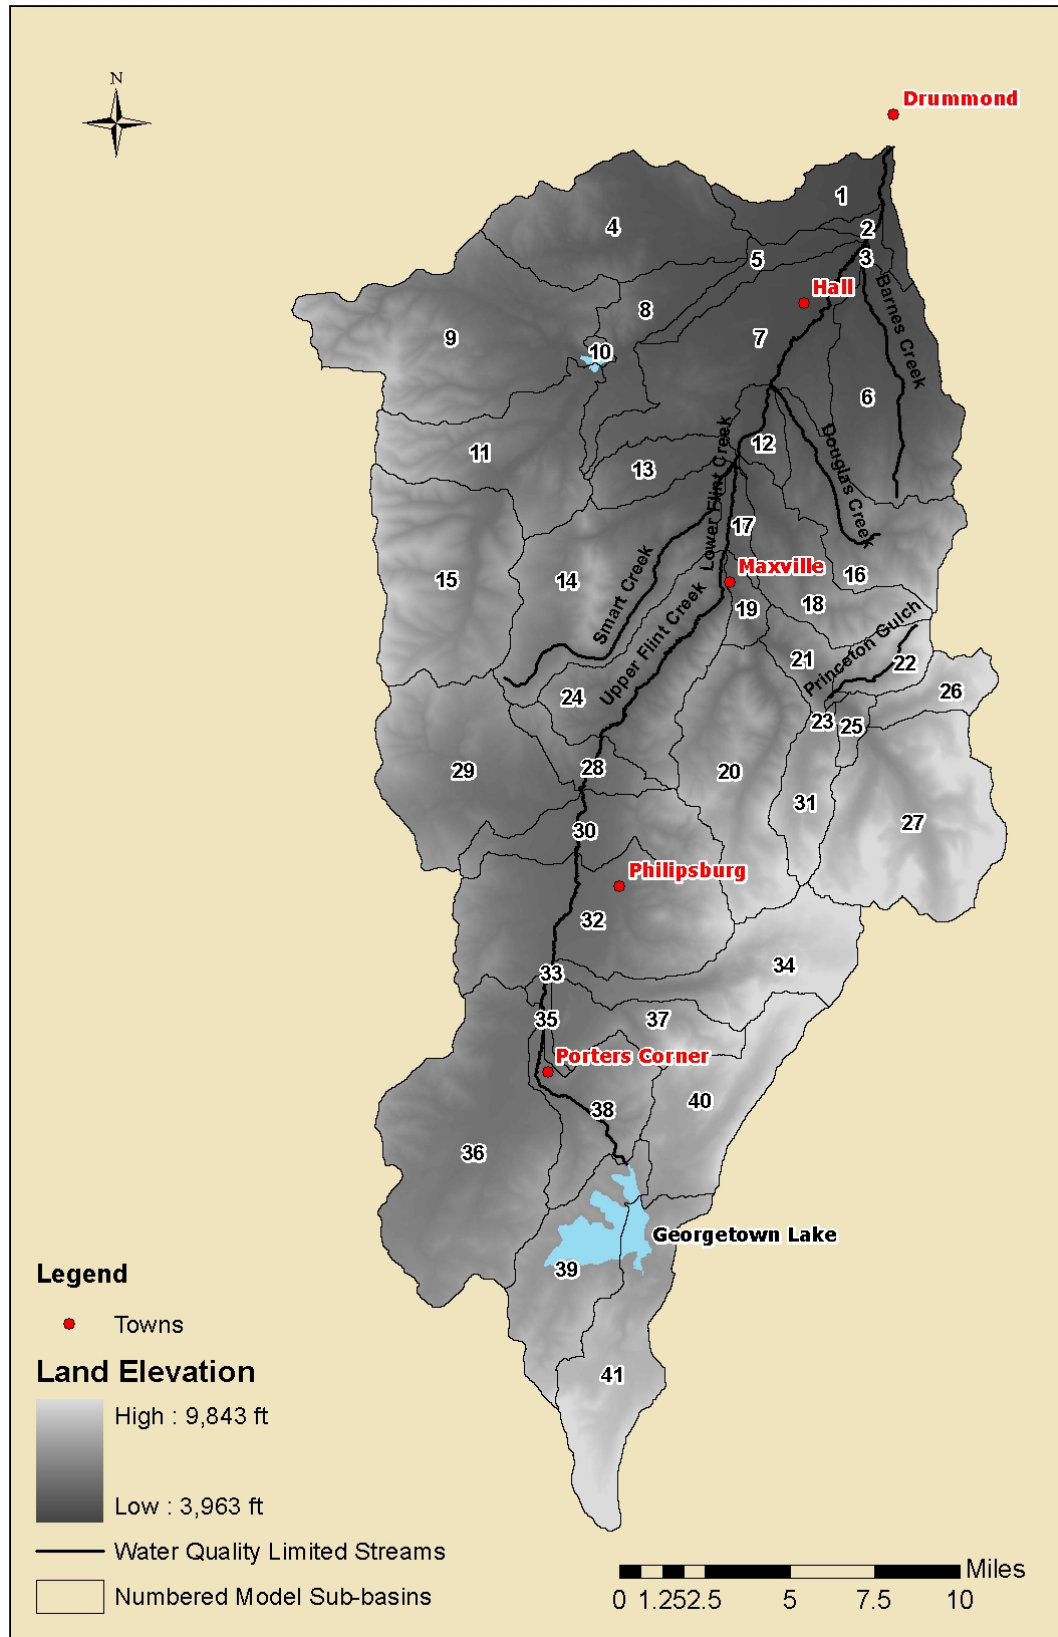 N
Drummond
1
2
4
3
5
Barnes Creek
Hall
8
9
7
10
6
Lower Flint Creek
12
11
13
Douglas Creek
17
Maxville
16
15
14
Smart Creek
18
19
Princeton Gulch
Upper Flint Creek
21
22
24
26
23
25
28
29
20
31
27
30
Philipsburg
32
34
33
35
37
Porters Corner
38
40
36
Georgetown Lake
39
41
Legend
Towns
Land Elevation
High : 9,843 ft
Low : 3,963 ft
Water Quality Limited Streams
Numbered Model Sub-basins
Miles
0 1.25 2.5 5 7.5 10